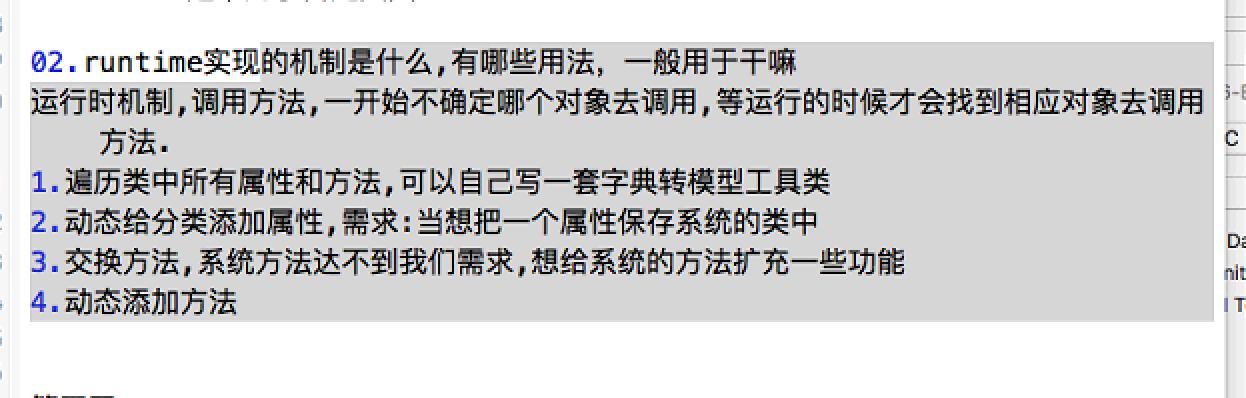 02.runtime实现的机制是什么,有哪些用法, 一般用于干嘛
运行时机制,调用方法,一开始不确定哪个对象去调用,等运行的时候才会找到相应对象去调用
方法.
1.遍历类中所有属性和方法,可以自己写一套字典转模型工具类
2.动态给分类添加属性,需求:当想把一个属性保存系统的类中
3.交换方法,系统方法达不到我们需求,想给系统的方法扩充一些功能
4.动态添加方法
C
Da